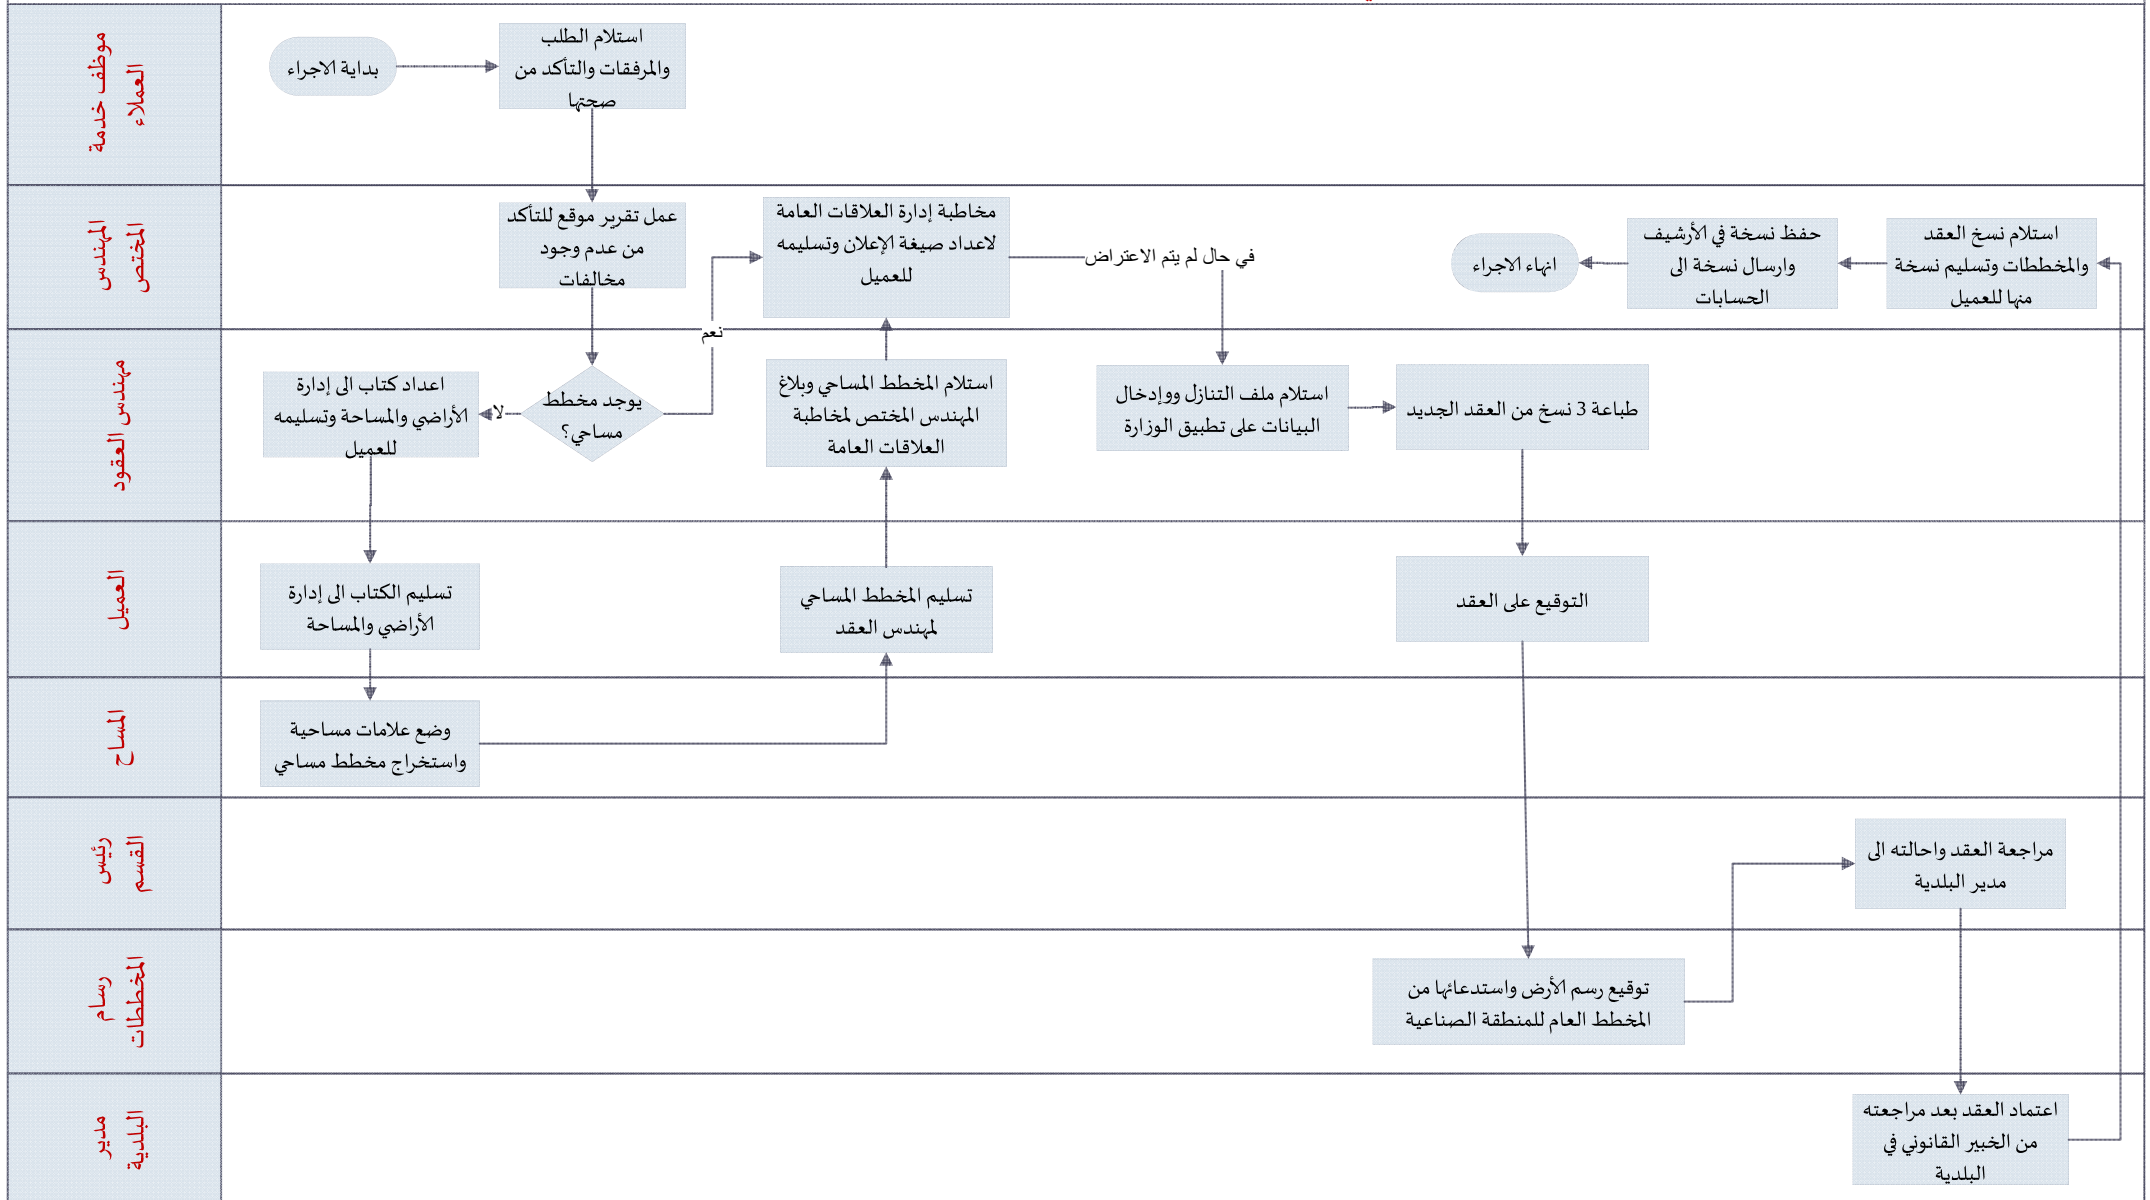 موظف خدمة
العملاء
بداية الاجراء
استلام الطلب
والمرفقات والتأكد من
صحتها
المهندس
المختص
عمل تقرير موقع للتأكد
من عدم وجود
مخالفات
مخاطبة إدارة العلاقات العامة
لاعداد صيغة الإعلان وتسليمه
للعميل
في حال لم يتم الاعتراض
استلام نسخ العقد
والمخططات وتسليم نسخة
منها للعميل
حفظ نسخة في الأرشيف
وارسال نسخة الى
الحسابات
انهاء الاجراء
نعم
مهندس العقود
يوجد مخطط
مساحي؟
لا
اعداد كتاب الى إدارة
الأراضي والمساحة وتسليمه
للعميل
استلام المخطط المساحي وبلاغ
المهندس المختص لمخاطبة
العلاقات العامة
استلام ملف التنازل ووإدخال
البيانات على تطبيق الوزارة
طباعة 3 نسخ من العقد الجديد
العميل
تسليم الكتاب الى إدارة
الأراضي والمساحة
تسليم المخطط المساحي
لمهندس العقد
التوقيع على العقد
المساح
وضع علامات مساحية
واستخراج مخطط مساحي
رئيس
القسم
مراجعة العقد واحالته الى
مدير البلدية
رسام
المخططات
توقيع رسم الأرض واستدعائها من
المخطط العام للمنطقة الصناعية
مدير
البلدية
اعتماد العقد بعد مراجعته
من الخبير القانوني في
البلدية